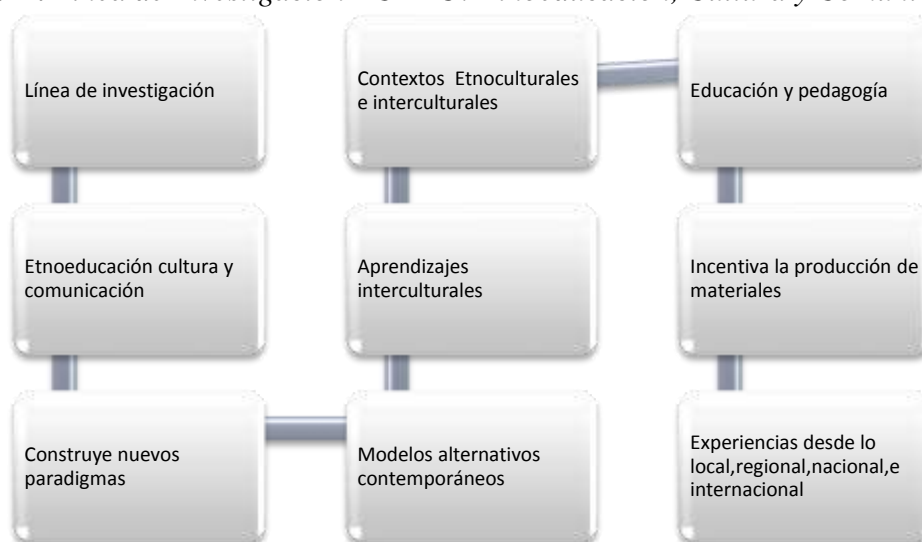 Línea de investigación
Etnoeducación cultura y
comunicación
Construye nuevos
paradigmas
Modelos alternativos
contemporáneos
Aprendizajes
interculturales
Contextos Etnoculturales
e interculturales
Educación y pedagogía
Incentiva la producción de
materiales
Experiencias desde lo
local,regional,nacional,e
internacional